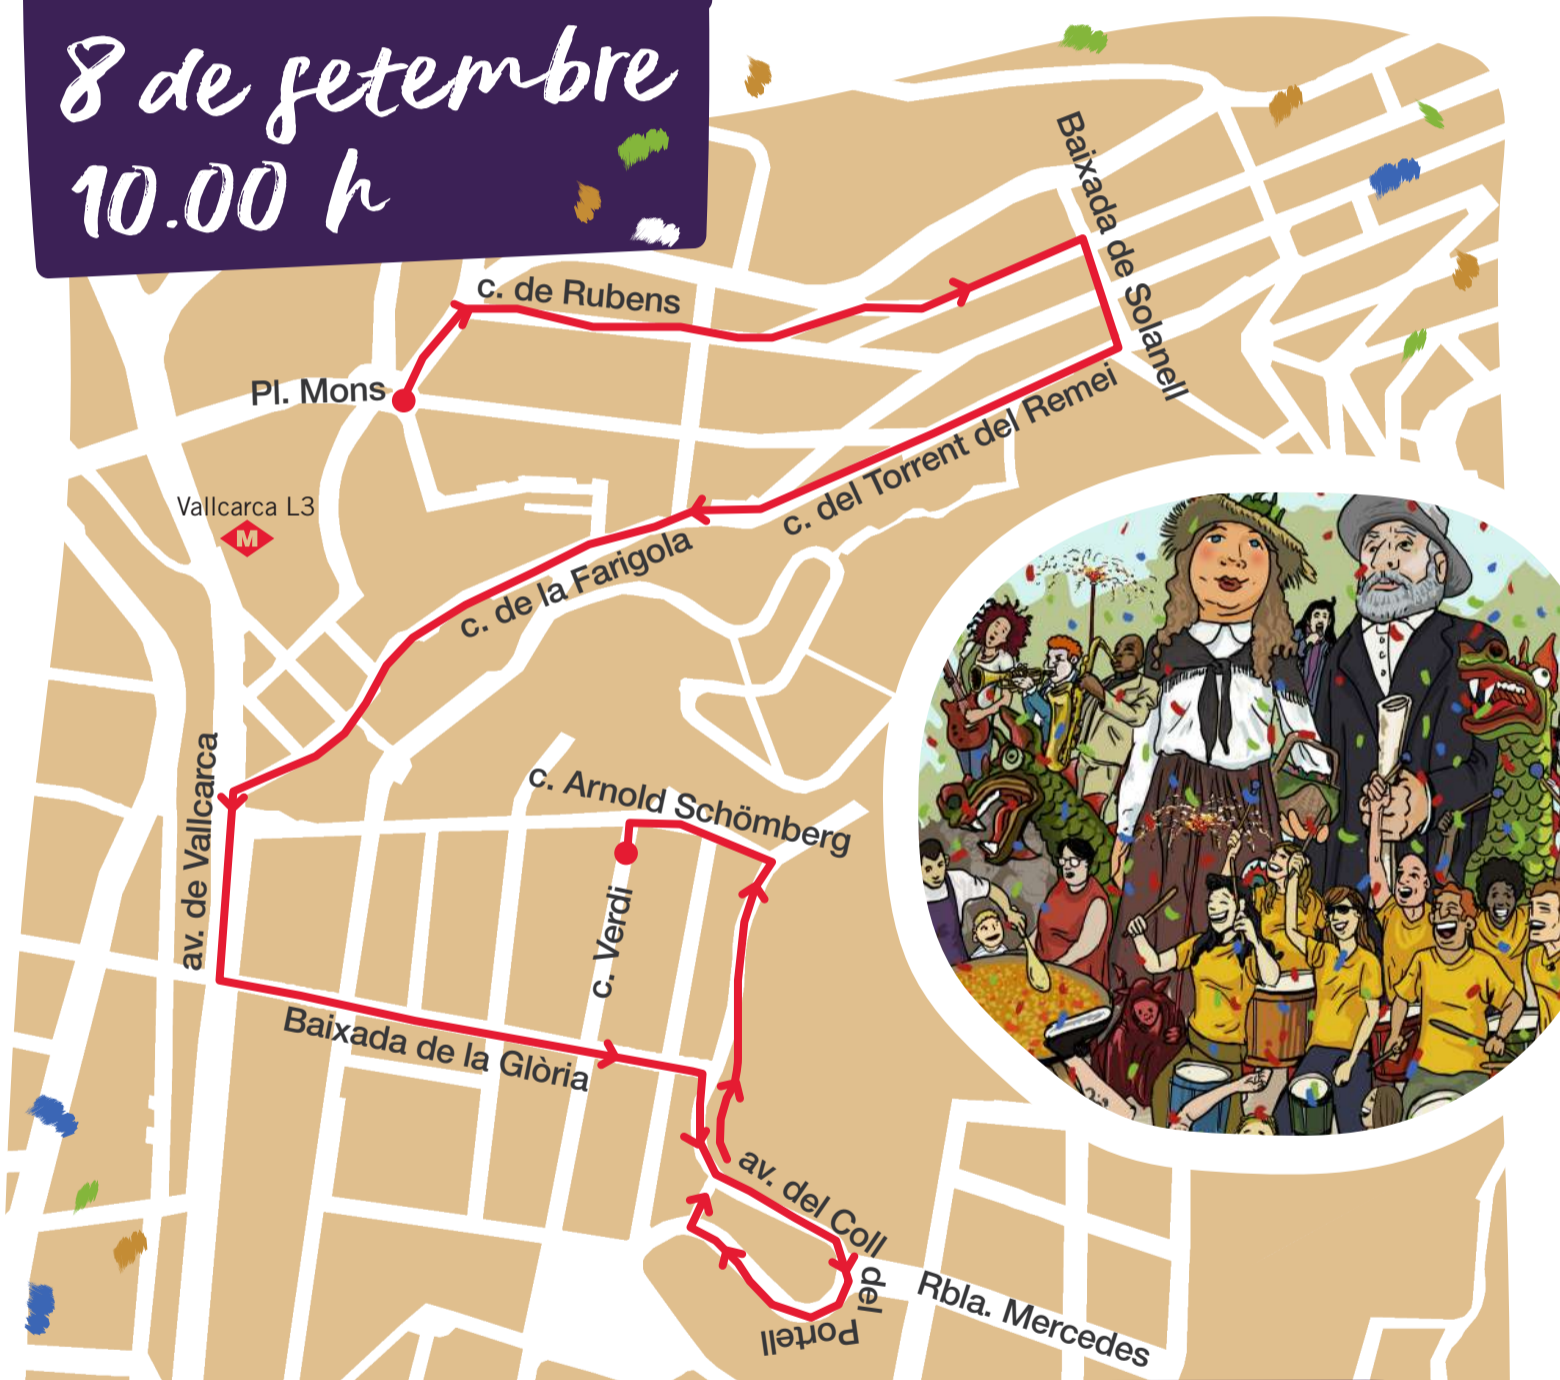 8 de setembre
10.00 h
Baixada de Solanell
c. de Rubens
Pl. Mons
c. del Torrent del Remei
Vallcarca L3
M
c. de la Farigola
av. de Vallcarca
c. Arnold Schömberg
c. Verdi
Baixada de la Glòria
av. del Coll
del
Portell
Rbla. Mercedes